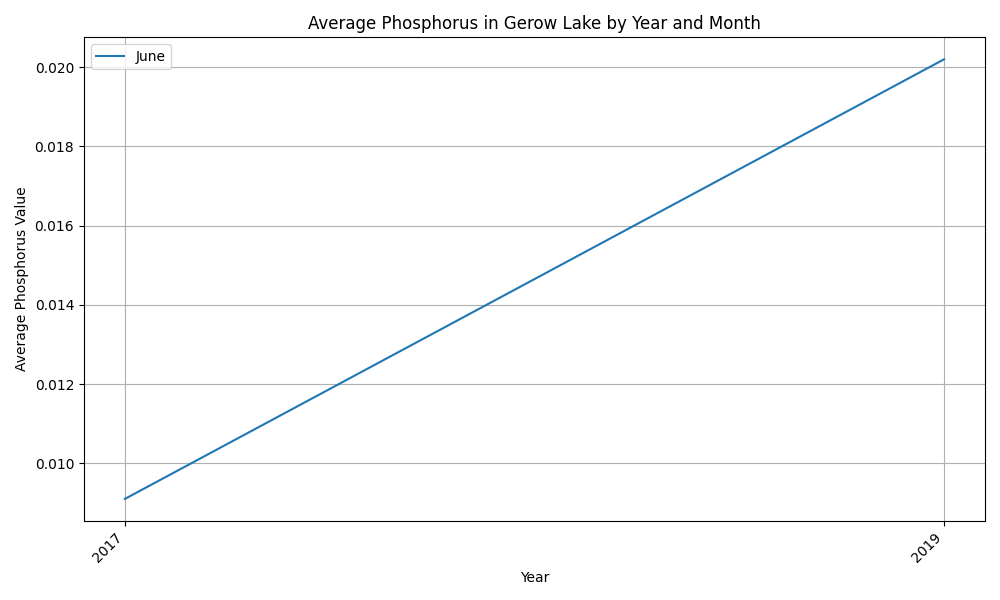 Average Phosphorus in Gerow Lake by Year and Month
June
0.020
0.018
0.016
0.014
0.012
0.010
Average Phosphorus Value
2017
2019
Year